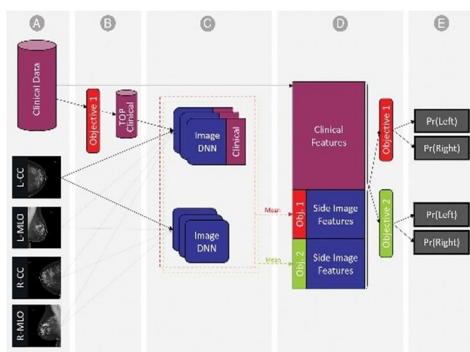 A
B
C
D
E
Clinical Data
Objective 1
TOP
Clinical
L-CC
L-MLO
R-CC
R-MLO
Image
DNN
Clinical
Image
DNN
Mean
Mean
Clinical
Features
Obj. 1
Side Image
Features
Obj. 2
Side Image
Features
Objective 1
Objective 2
Pr(Left)
Pr(Right)
Pr(Left)
Pr(Right)